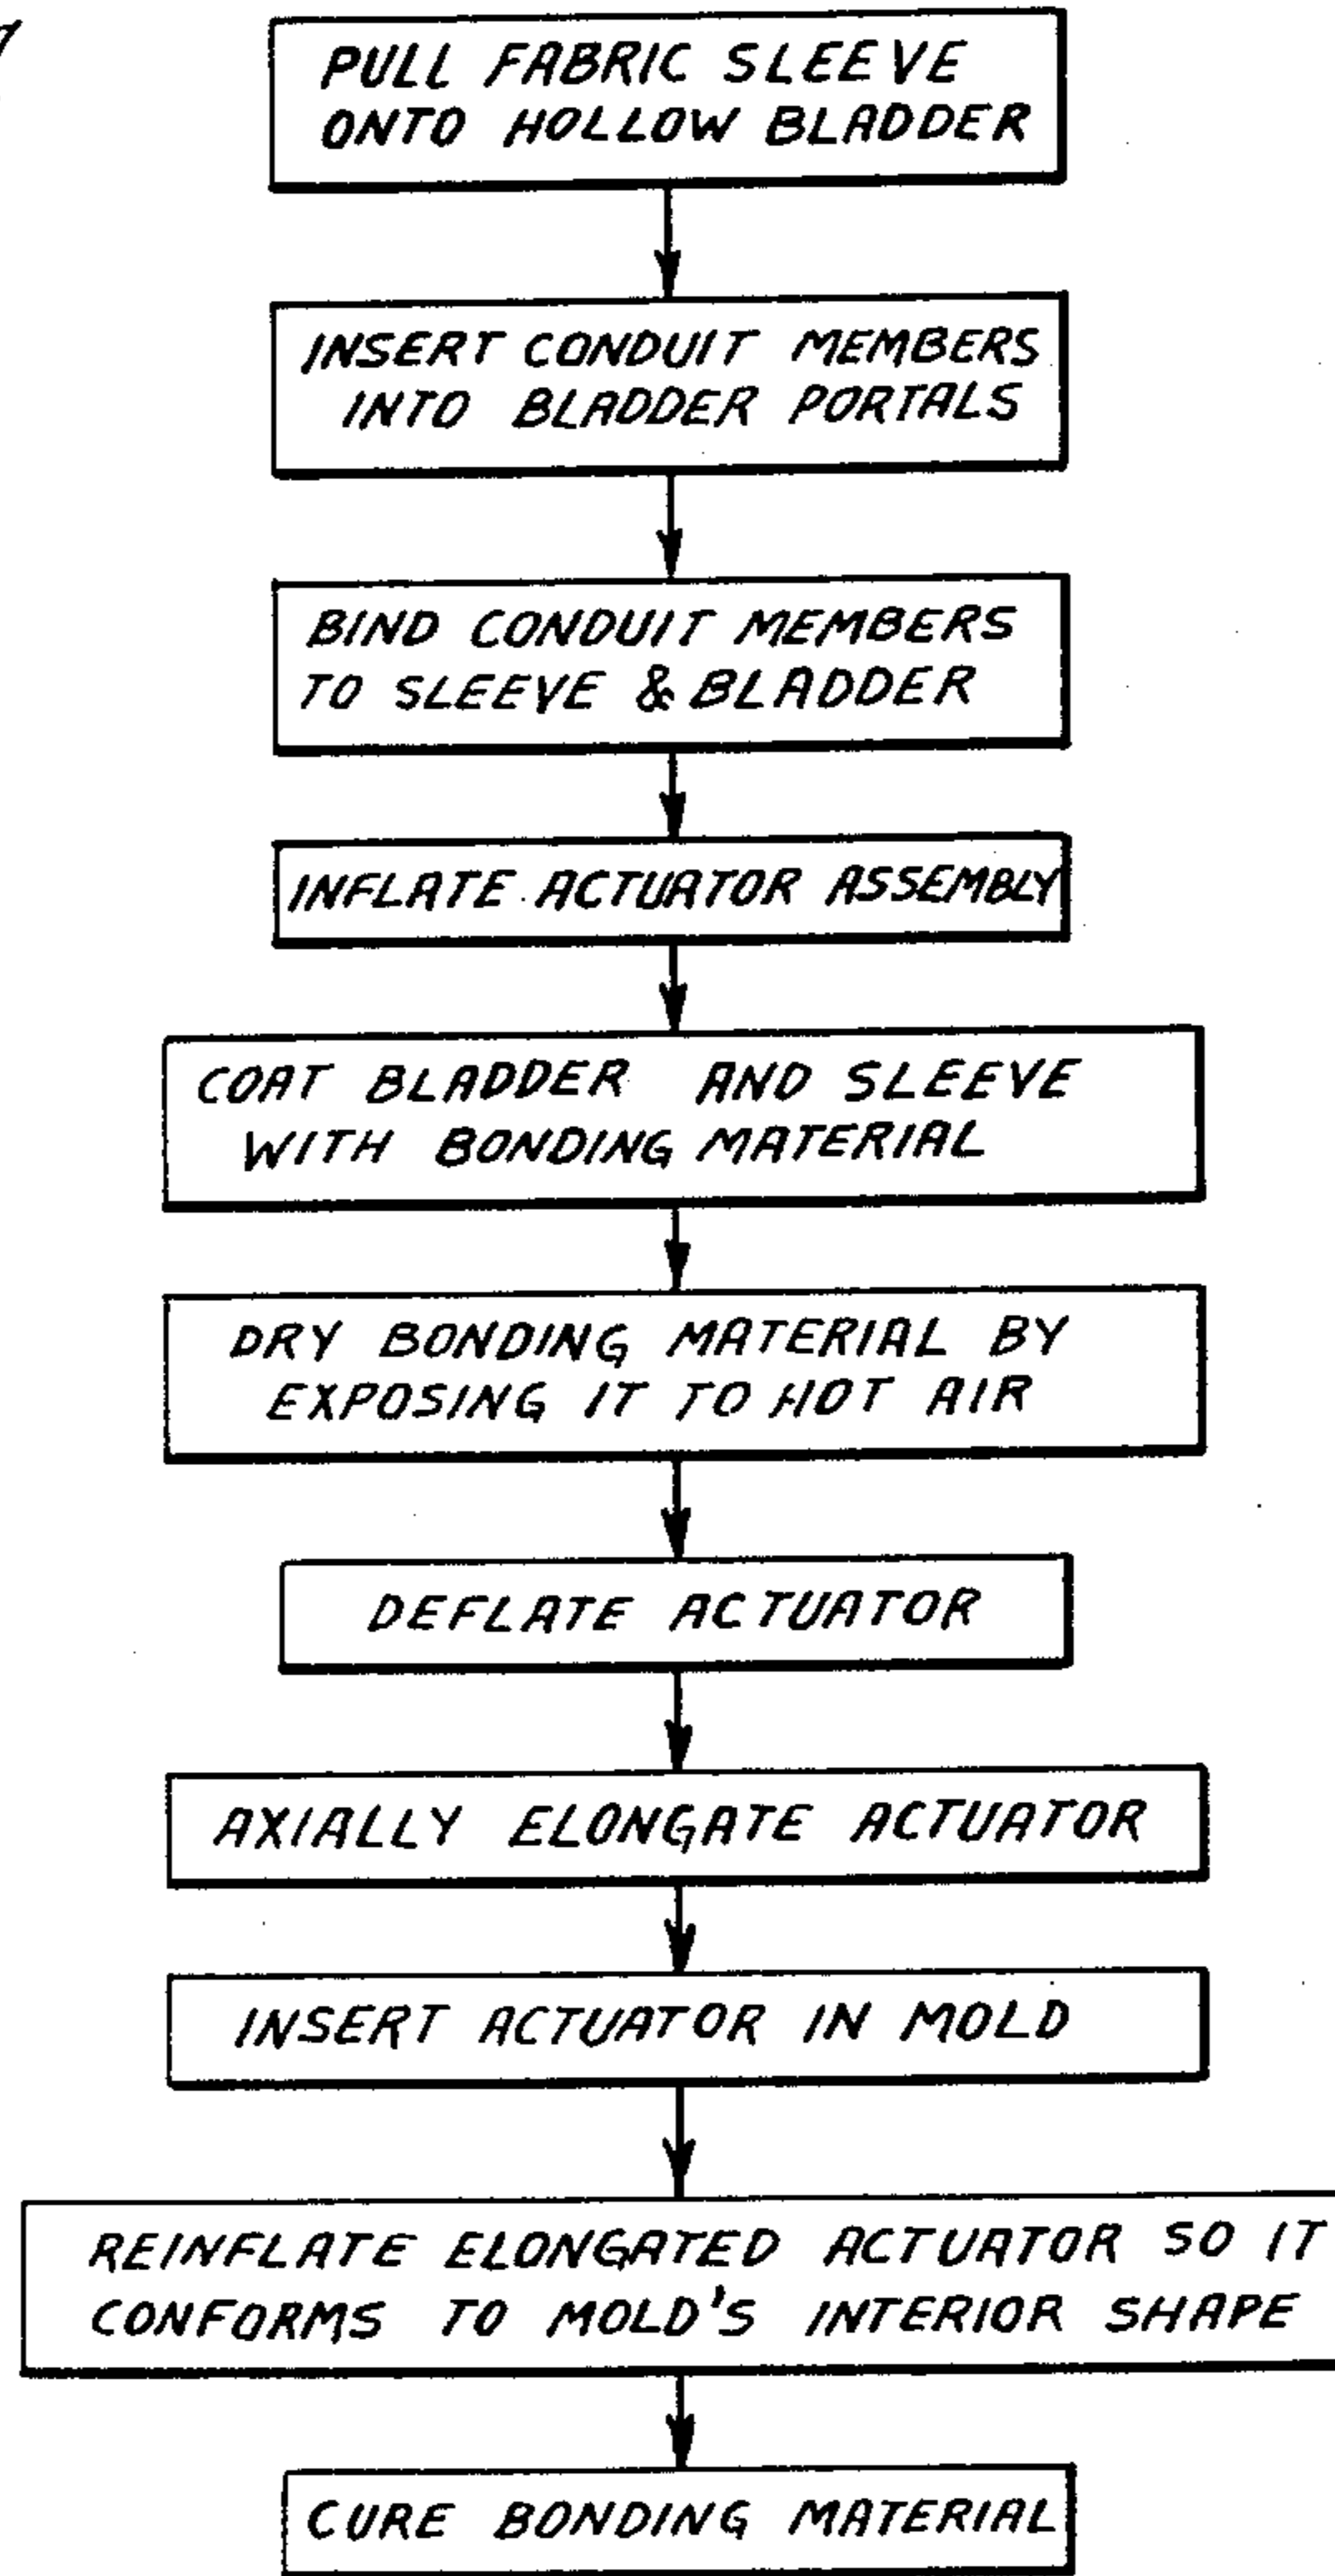 PULL FABRIC SLEEVE
ONTO HOLLOW BLADDER
INSERT CONDUIT MEMBERS
INTO BLADDER PORTALS
BIND CONDUIT MEMBERS
TO SLEEVE & BLADDER
INFLATE ACTUATOR ASSEMBLY
COAT BLADDER AND SLEEVE
WITH BONDING MATERIAL
DRY BONDING MATERIAL BY
EXPOSING IT TO HOT AIR
DEFLATE ACTUATOR
AXIALLY ELONGATE ACTUATOR
INSERT ACTUATOR IN MOLD
REINFLATE ELONGATED ACTUATOR SO IT
CONFORMS TO MOLD'S INTERIOR SHAPE
CURE BONDING MATERIAL